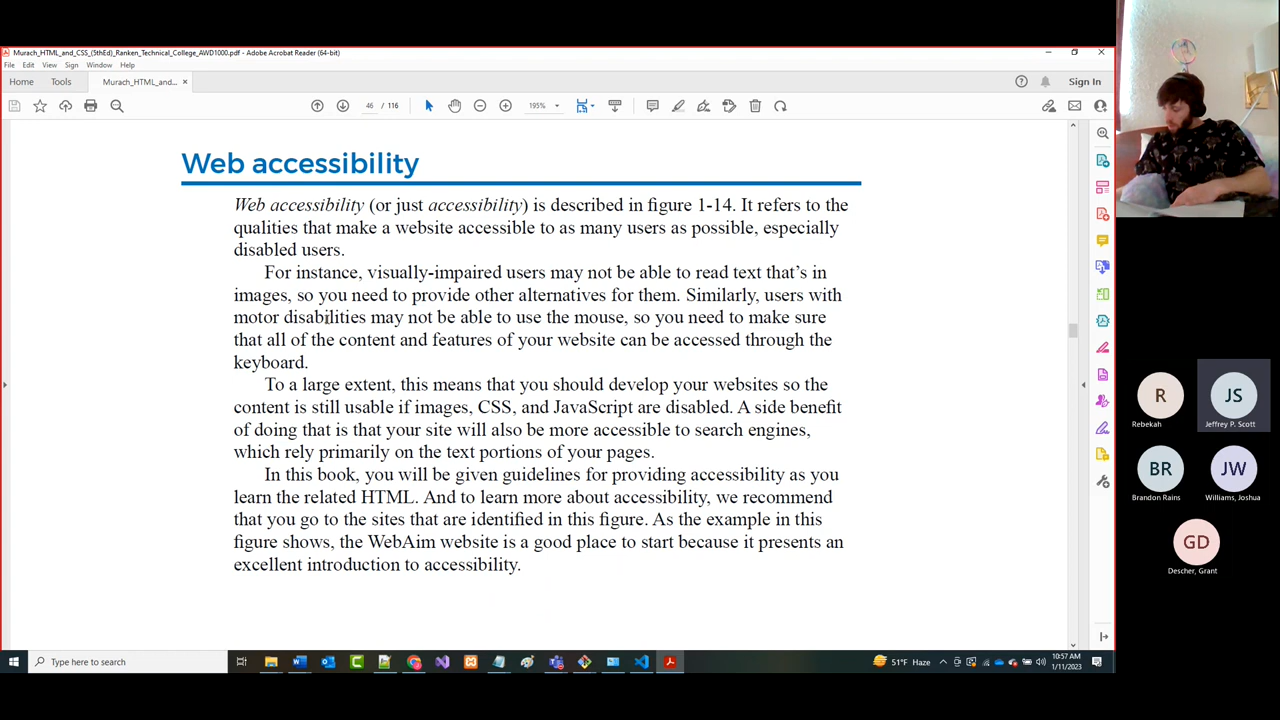 Murach_HTML_and_CSS_(5thEd)_Ranken_Technical_College_AWD1000.pdf - Adobe Acrobat Reader (64-bit)
File Edit View Sign Window Help
Home Tools Murach_HTML_and... × Sign In
46 / 116 195%
Web accessibility
Web accessibility (or just accessibility) is described in figure 1-14. It refers to the
qualities that make a website accessible to as many users as possible, especially
disabled users.
For instance, visually-impaired users may not be able to read text that's in
images, so you need to provide other alternatives for them. Similarly, users with
motor disabilities may not be able to use the mouse, so you need to make sure
that all of the content and features of your website can be accessed through the
keyboard.
To a large extent, this means that you should develop your websites so the
content is still usable if images, CSS, and JavaScript are disabled. A side benefit
of doing that is that your site will also be more accessible to search engines,
which rely primarily on the text portions of your pages.
In this book, you will be given guidelines for providing accessibility as you
learn the related HTML. And to learn more about accessibility, we recommend
that you go to the sites that are identified in this figure. As the example in this
figure shows, the WebAim website is a good place to start because it presents an
excellent introduction to accessibility.
R
Rebekah
JS
Jeffrey P. Scott
BR
Brandon Rains
JW
Williams, Joshua
GD
Descher, Grant
Type here to search
51°F Haze
10:57 AM
1/11/2023